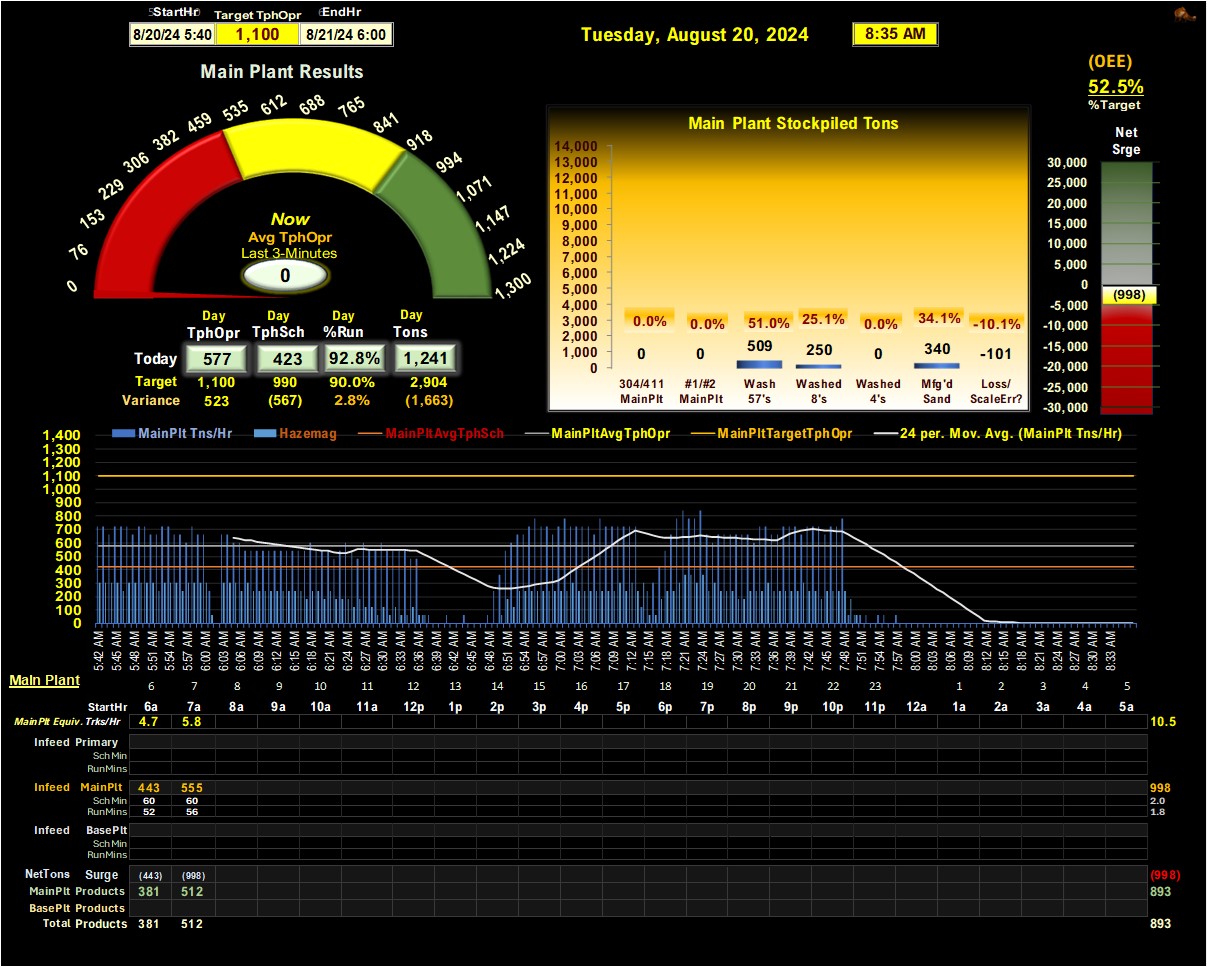 StartHr Target TphOpr EndHr
8/20/24 5:40 1,100 8/21/24 6:00
Tuesday, August 20, 2024 8:35 AM
(OEE)
52.5%
%Target
Main Plant Results
0 76 153 229 306 382 459 535 612 688 765 841 918 994 1,071 1,147 1,224 1,300
Now
Avg TphOpr
Last 3-Minutes
0
Day Day Day Day
TphOpr TphSch %Run Tons
Today 577 423 92.8% 1,241
Target 1,100 990 90.0% 2,904
Variance 523 (567) 2.8% (1,663)
Main Plant Stockpiled Tons
14,000
13,000
12,000
11,000
10,000
9,000
8,000
7,000
6,000
5,000
4,000
3,000
2,000
1,000
0
0.0% 0.0% 51.0% 25.1% 0.0% 34.1% -10.1%
0 0 509 250 0 340 -101
304/411 #1/#2 Wash Washed Washed Mfg'd Loss/
MainPlt MainPlt 57's 8's 4's Sand ScaleErr?
Net
Srge
30,000
25,000
20,000
15,000
10,000
5,000
0
(998)
-5,000
-10,000
-15,000
-20,000
-25,000
-30,000
MainPlt Tns/Hr Hazemag MainPltAvgTphSch MainPltAvgTphOpr MainPltTargetTphOpr 24 per. Mov. Avg. (MainPlt Tns/Hr)
1,400
1,300
1,200
1,100
1,000
900
800
700
600
500
400
300
200
100
0
5:42 AM 5:45 AM 5:48 AM 5:51 AM 5:54 AM 5:57 AM 6:00 AM 6:03 AM 6:06 AM 6:09 AM 6:12 AM 6:15 AM 6:18 AM 6:21 AM 6:24 AM 6:27 AM 6:30 AM 6:33 AM 6:36 AM 6:39 AM 6:42 AM 6:45 AM 6:48 AM 6:51 AM 6:54 AM 6:57 AM 7:00 AM 7:03 AM 7:06 AM 7:09 AM 7:12 AM 7:15 AM 7:18 AM 7:21 AM 7:24 AM 7:27 AM 7:30 AM 7:33 AM 7:36 AM 7:39 AM 7:42 AM 7:45 AM 7:48 AM 7:51 AM 7:54 AM 7:57 AM 8:00 AM 8:03 AM 8:06 AM 8:09 AM 8:12 AM 8:15 AM 8:18 AM 8:21 AM 8:24 AM 8:27 AM 8:30 AM 8:33 AM
Main Plant
6 7 8 9 10 11 12 13 14 15 16 17 18 19 20 21 22 23 1 2 3 4 5
StartHr 6a 7a 8a 9a 10a 11a 12p 1p 2p 3p 4p 5p 6p 7p 8p 9p 10p 11p 12a 1a 2a 3a 4a 5a
MainPlt Equiv. Trks/Hr 4.7 5.8 10.5
Infeed Primary
Sch Min
RunMins
Infeed MainPlt 443 555 998
Sch Min 60 60 2.0
RunMins 52 56 1.8
Infeed BasePlt
Sch Min
RunMins
NetTons Surge (443) (998) (998)
MainPlt Products 381 512 893
BasePlt Products
Total Products 381 512 893